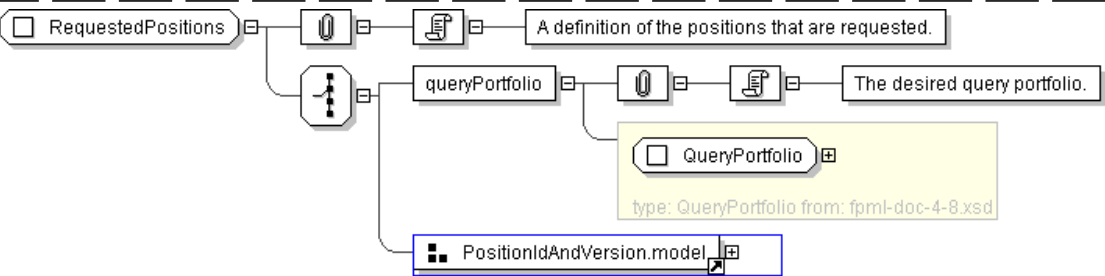 RequestedPositions
A definition of the positions that are requested.
queryPortfolio
The desired query portfolio.
QueryPortfolio
type: QueryPortfolio from: fpml-doc-4-8.xsd
PositionIdAndVersion.model